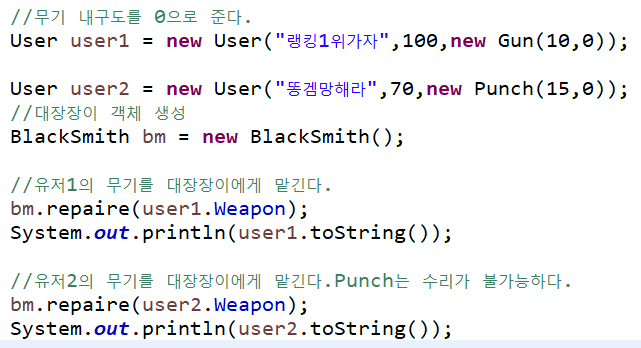 //무기 내구도를 0으로 준다.
User user1 = new User("랭킹1위가자",100,new Gun(10,0));
User user2 = new User("똥겜망해라",70,new Punch(15,0));
//대장장이 객체 생성
BlackSmith bm = new BlackSmith();
//유저1의 무기를 대장장이에게 맡긴다.
bm.repaire(user1.Weapon);
System.out.println(user1.toString());
//유저2의 무기를 대장장이에게 맡긴다.Punch는 수리가 불가능하다.
bm.repaire(user2.Weapon);
System.out.println(user2.toString());